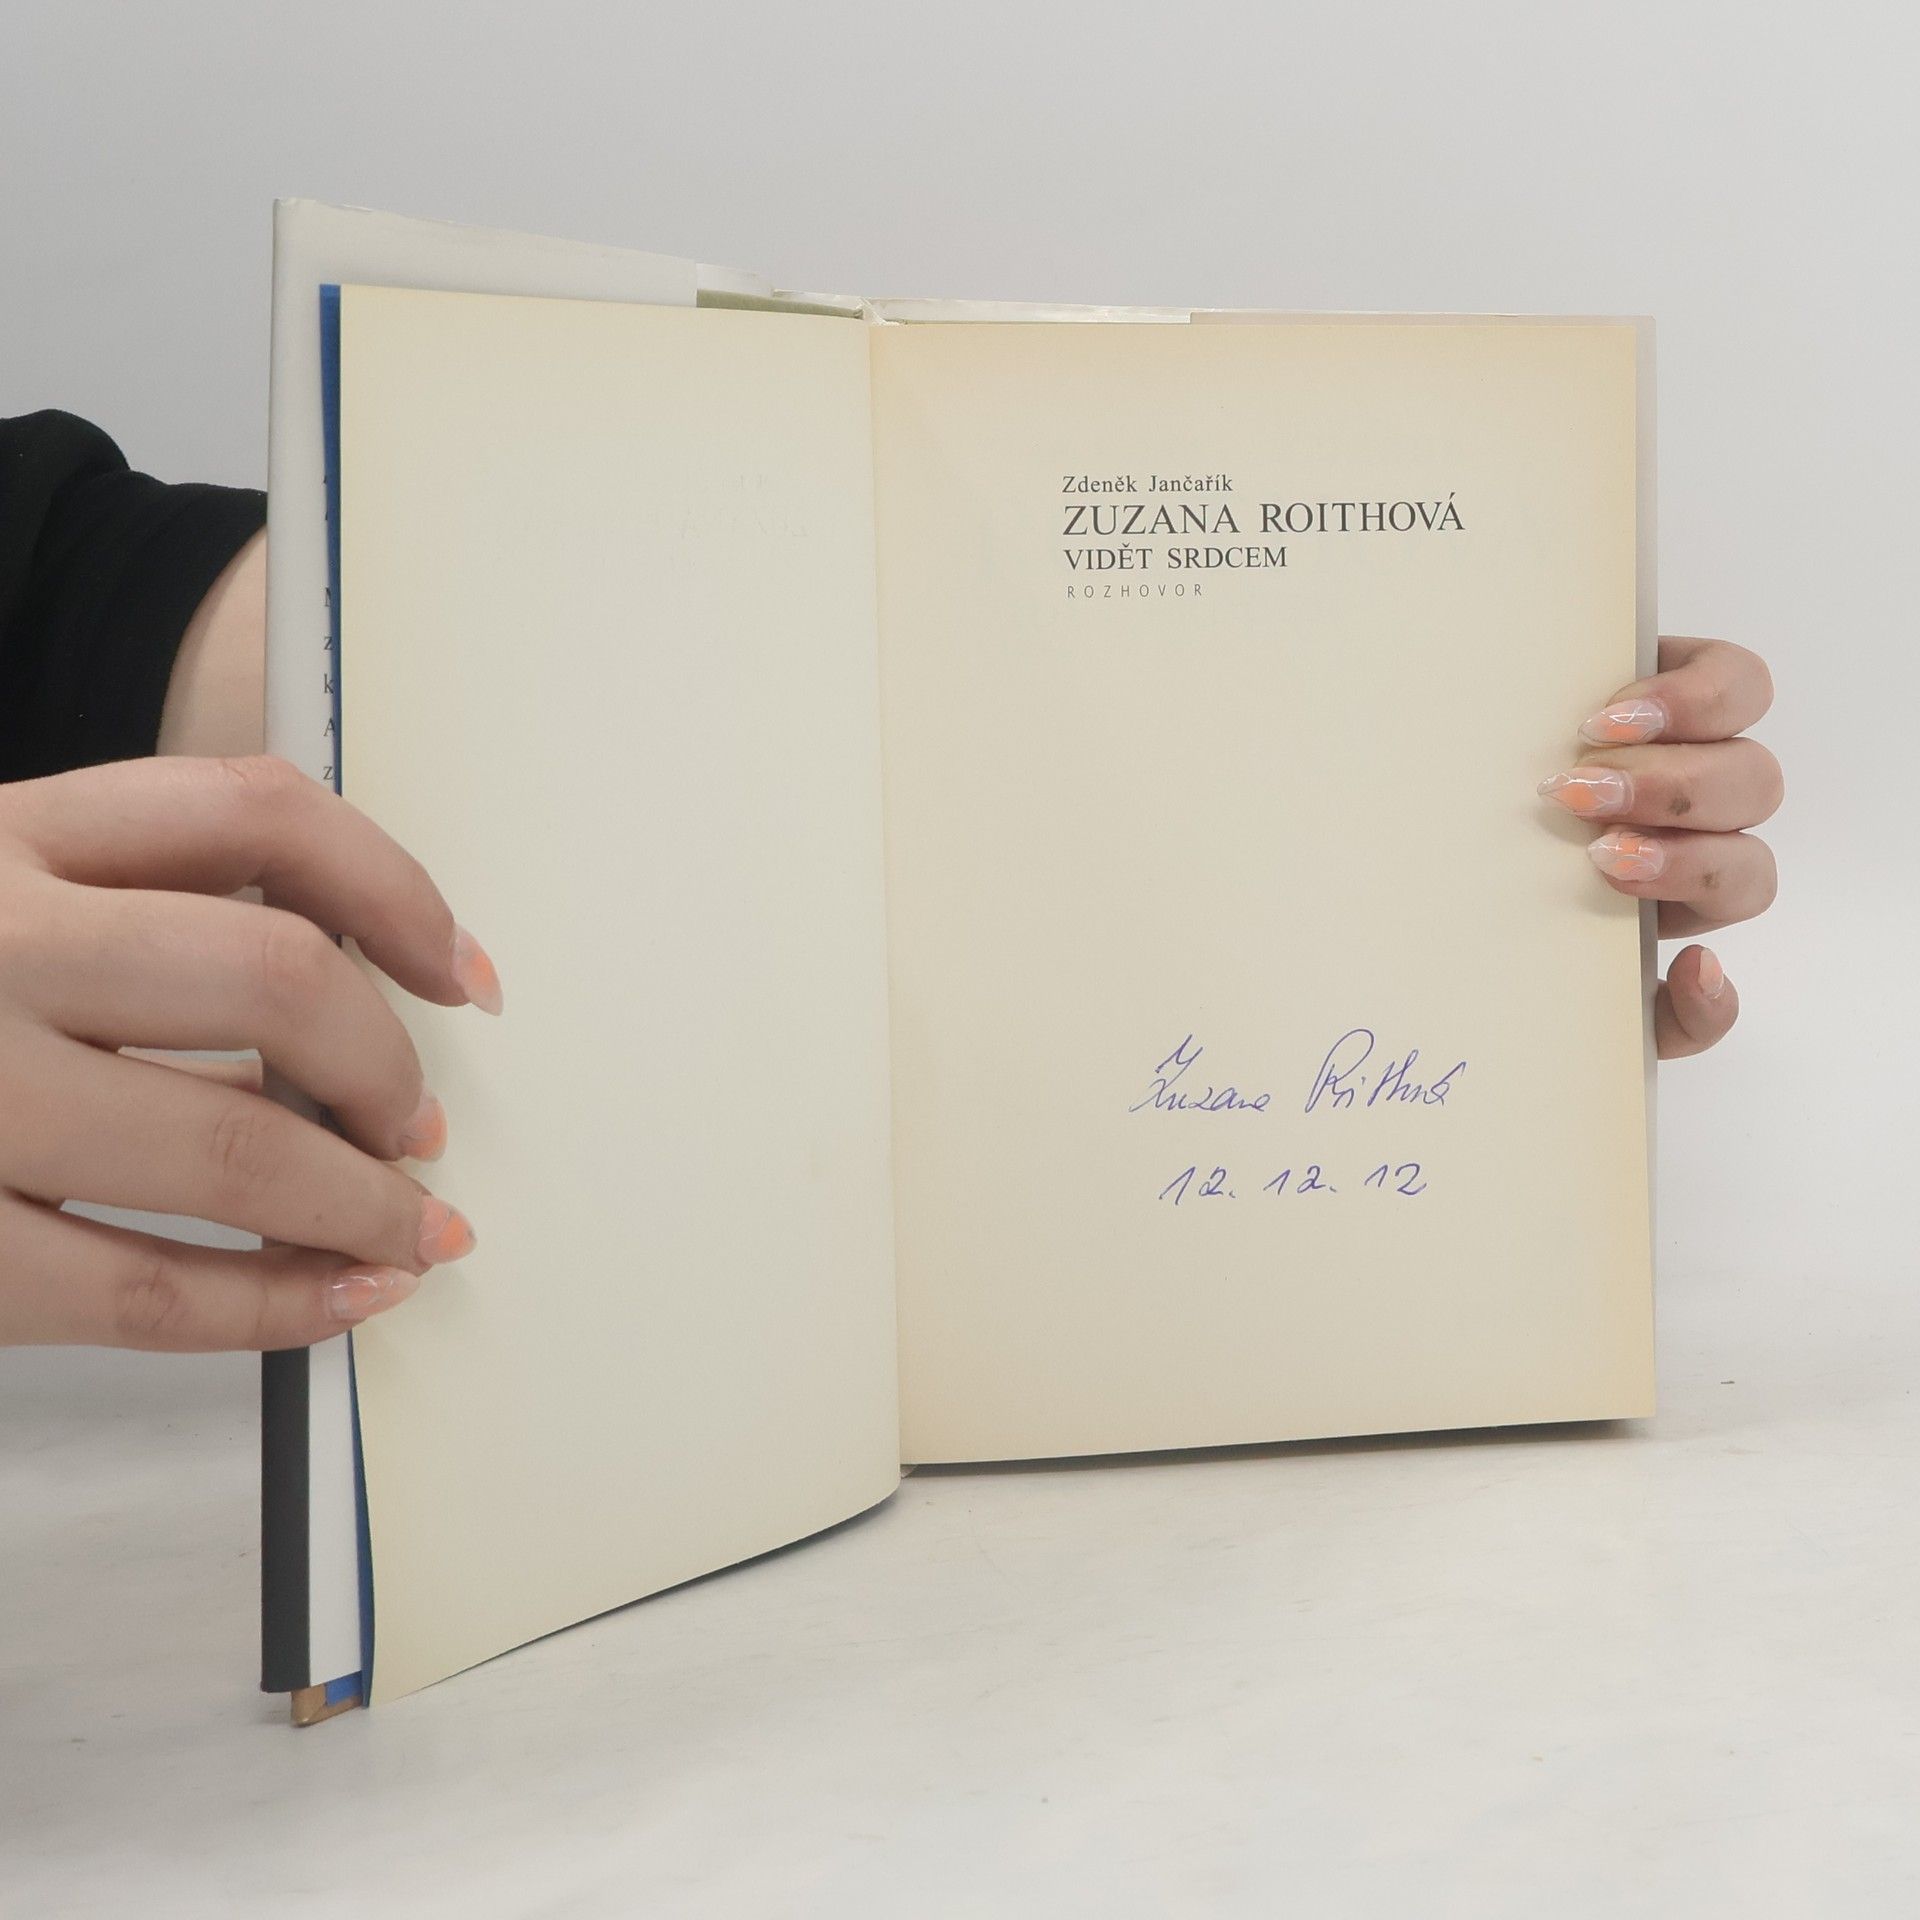 Zdeněk Jančařík
ZUZANA ROITHOVÁ
VIDĚT SRDCEM
ROZHOVOR
Zuzana Roithová
12. 12. 12